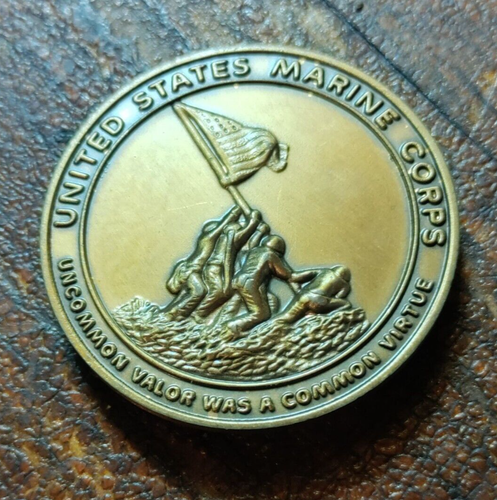 UNITED STATES MARINE CORPS
UNCOMMON VALOR WAS A COMMON VIRTUE